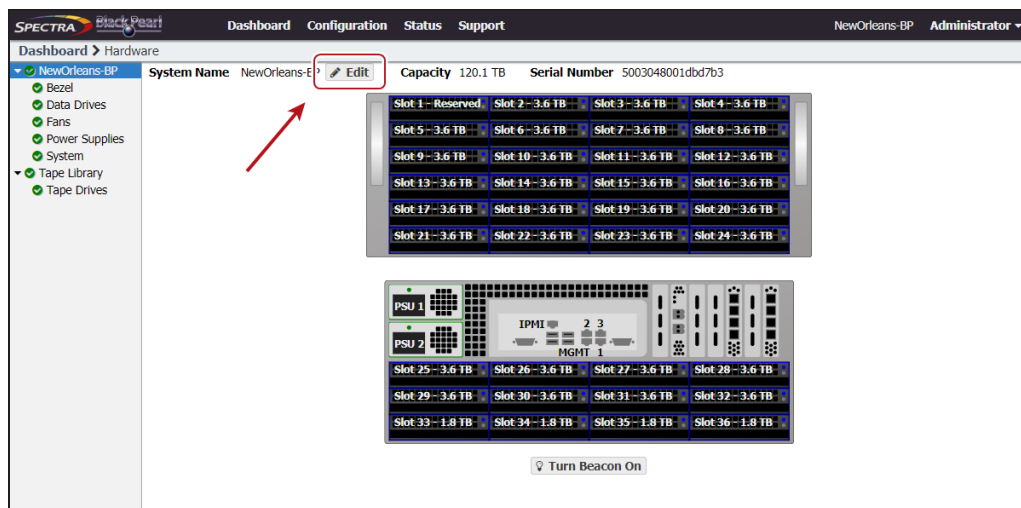 SPECTRA BlackPearl Dashboard Configuration Status Support NewOrleans-BP Administrator
Dashboard > Hardware
NewOrleans-BP
Bezel
Data Drives
Fans
Power Supplies
System
Tape Library
Tape Drives
System Name NewOrleans-BP Edit Capacity 120.1 TB Serial Number 5003048001dbd7b3
Slot 1 - Reserved Slot 2 - 3.6 TB Slot 3 - 3.6 TB Slot 4 - 3.6 TB
Slot 5 - 3.6 TB Slot 6 - 3.6 TB Slot 7 - 3.6 TB Slot 8 - 3.6 TB
Slot 9 - 3.6 TB Slot 10 - 3.6 TB Slot 11 - 3.6 TB Slot 12 - 3.6 TB
Slot 13 - 3.6 TB Slot 14 - 3.6 TB Slot 15 - 3.6 TB Slot 16 - 3.6 TB
Slot 17 - 3.6 TB Slot 18 - 3.6 TB Slot 19 - 3.6 TB Slot 20 - 3.6 TB
Slot 21 - 3.6 TB Slot 22 - 3.6 TB Slot 23 - 3.6 TB Slot 24 - 3.6 TB
PSU 1
IPMI 2 3
PSU 2
MGMT 1
Slot 25 - 3.6 TB Slot 26 - 3.6 TB Slot 27 - 3.6 TB Slot 28 - 3.6 TB
Slot 29 - 3.6 TB Slot 30 - 3.6 TB Slot 31 - 3.6 TB Slot 32 - 3.6 TB
Slot 33 - 1.8 TB Slot 34 - 1.8 TB Slot 35 - 1.8 TB Slot 36 - 1.8 TB
Turn Beacon On